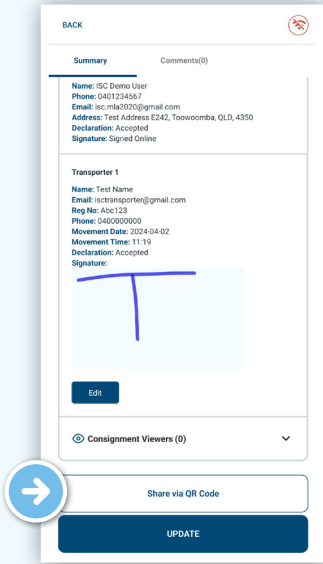 BACK
Summary Comments(0)
Name: ISC Demo User
Phone: 0401234567
Email: isc.mla2020@gmail.com
Address: Test Address E242, Toowoomba, QLD, 4350
Declaration: Accepted
Signature: Signed Online
Transporter 1
Name: Test Name
Email: isctransporter@gmail.com
Reg No: Abc123
Phone: 0400000000
Movement Date: 2024-04-02
Movement Time: 11:19
Declaration: Accepted
Signature:
T
Edit
Consignment Viewers (0)
Share via QR Code
UPDATE